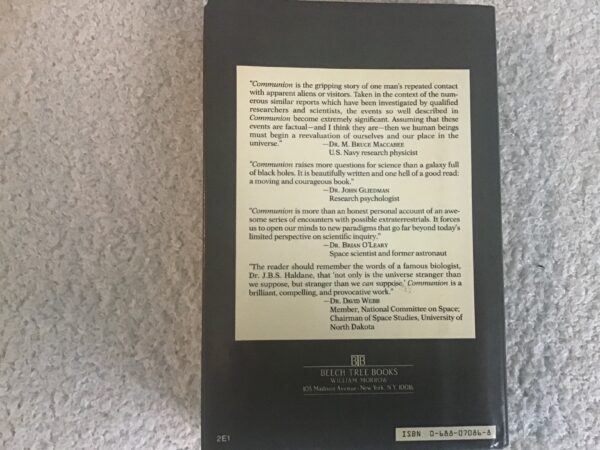 "Communion is the gripping story of one man's repeated contact
with apparent aliens or visitors. Taken in the context of the num-
erous similar reports which have been investigated by qualified
researchers and scientists, the events so well described in
Communion become extremely significant. Assuming that these
events are factual—and I think they are—then we human beings
must begin a reevaluation of ourselves and our place in the
universe."
—Dr. M. Bruce Maccabee
U.S. Navy research physicist
"Communion raises more questions for science than a galaxy full
of black holes. It is beautifully written and one hell of a good read:
a moving and courageous book."
—Dr. John Gliedman
Research psychologist
"Communion is more than an honest personal account of an awe-
some series of encounters with possible extraterrestrials. It forces
us to open our minds to new paradigms that go far beyond today's
limited perspective on scientific inquiry."
—Dr. Brian O'Leary
Space scientist and former astronaut
"The reader should remember the words of a famous biologist,
Dr. J.B.S. Haldane, that 'not only is the universe stranger than
we suppose, but stranger than we can suppose.' Communion is a
brilliant, compelling, and provocative work."
—Dr. David Webb
Member, National Committee on Space;
Chairman of Space Studies, University of
North Dakota
BTB
BEECH TREE BOOKS
WILLIAM MORROW
105 Madison Avenue · New York N.Y. 10016
2E1
ISBN 0-688-07086-8